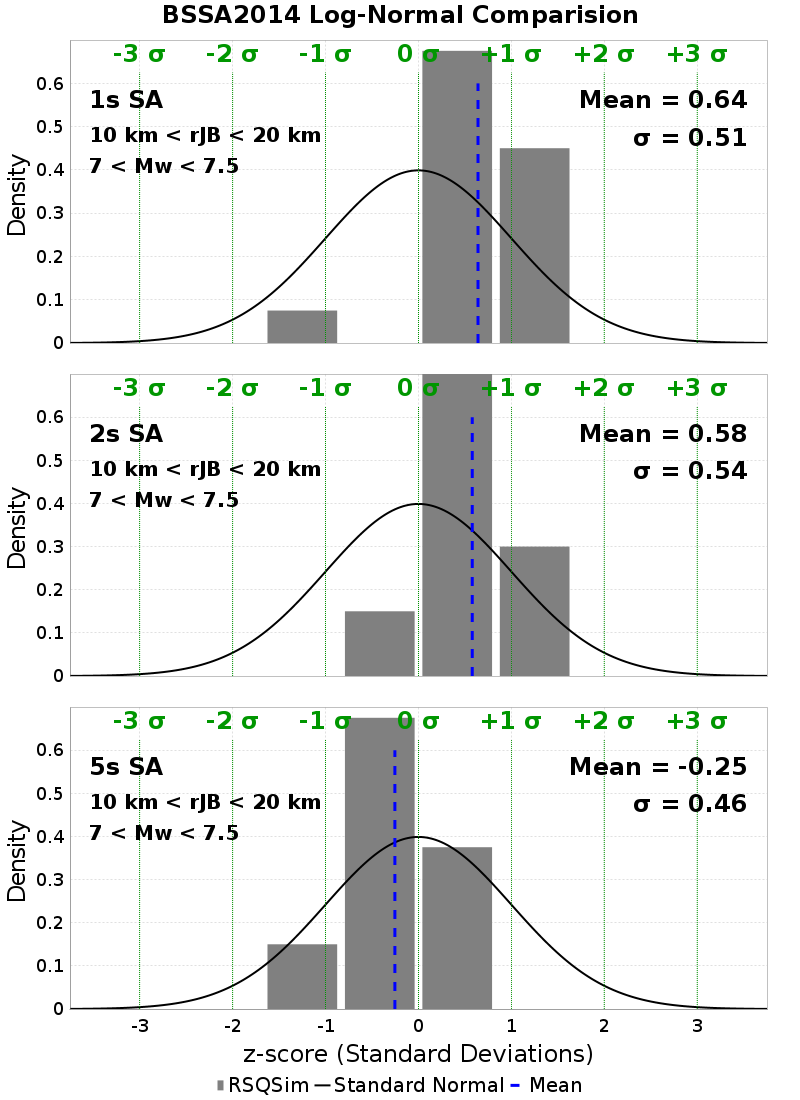 BSSA2014 Log-Normal Comparision
-3 σ -2 σ -1 σ 0 σ +1 σ +2 σ +3 σ
1s SA
Mean = 0.64
10 km < rJB < 20 km
σ = 0.51
7 < Mw < 7.5
Density
0.6
0.5
0.4
0.3
0.2
0.1
0
-3 σ -2 σ -1 σ 0 σ +1 σ +2 σ +3 σ
2s SA
Mean = 0.58
10 km < rJB < 20 km
σ = 0.54
7 < Mw < 7.5
Density
0.6
0.5
0.4
0.3
0.2
0.1
0
-3 σ -2 σ -1 σ 0 σ +1 σ +2 σ +3 σ
5s SA
Mean = -0.25
10 km < rJB < 20 km
σ = 0.46
7 < Mw < 7.5
Density
0.6
0.5
0.4
0.3
0.2
0.1
0
-3 -2 -1 0 1 2 3
z-score (Standard Deviations)
RSQSim Standard Normal Mean